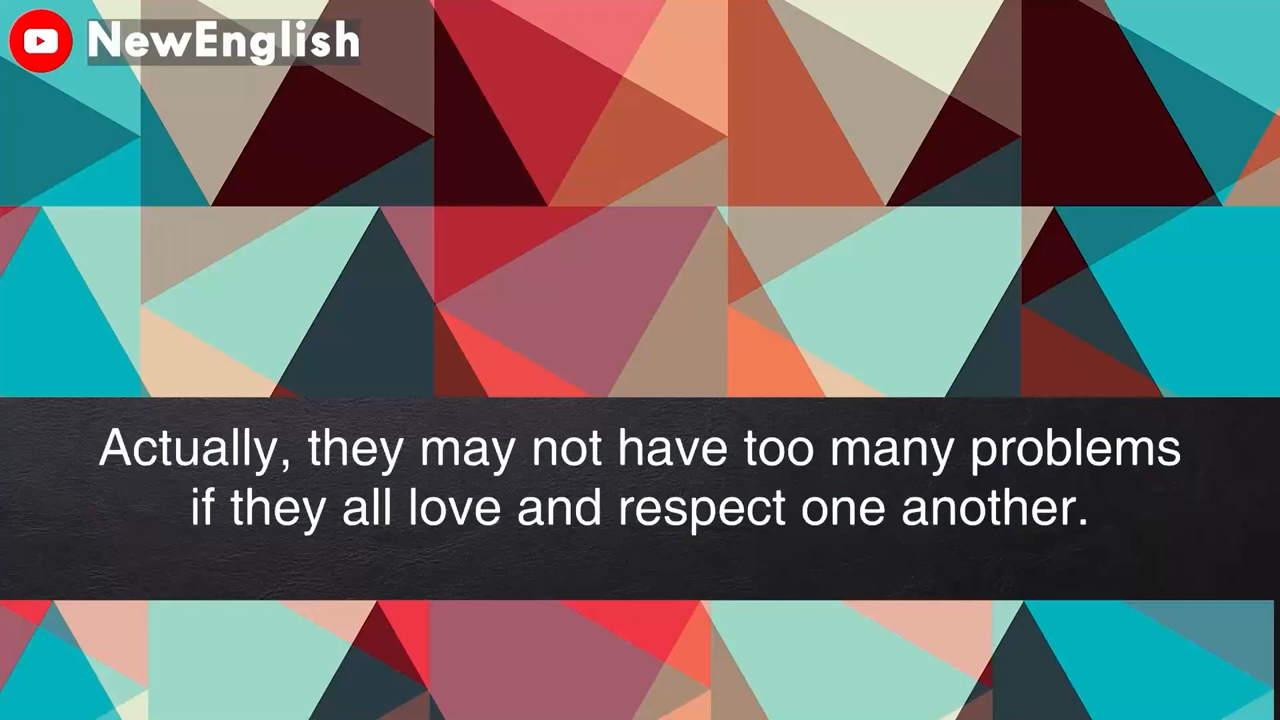 NewEnglish
Actually, they may not have too many problems
if they all love and respect one another.